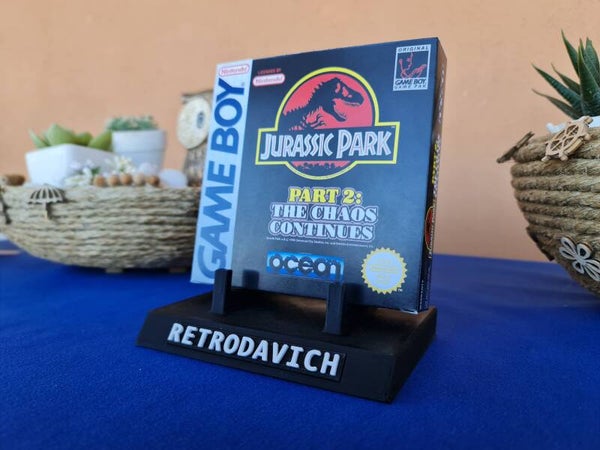 Nintendo
GAME BOY
LICENSED BY
Nintendo
ORIGINAL
GAME BOY
JURASSIC PARK
PART 2:
THE CHAOS
CONTINUES
ocean
RETRODAVICH